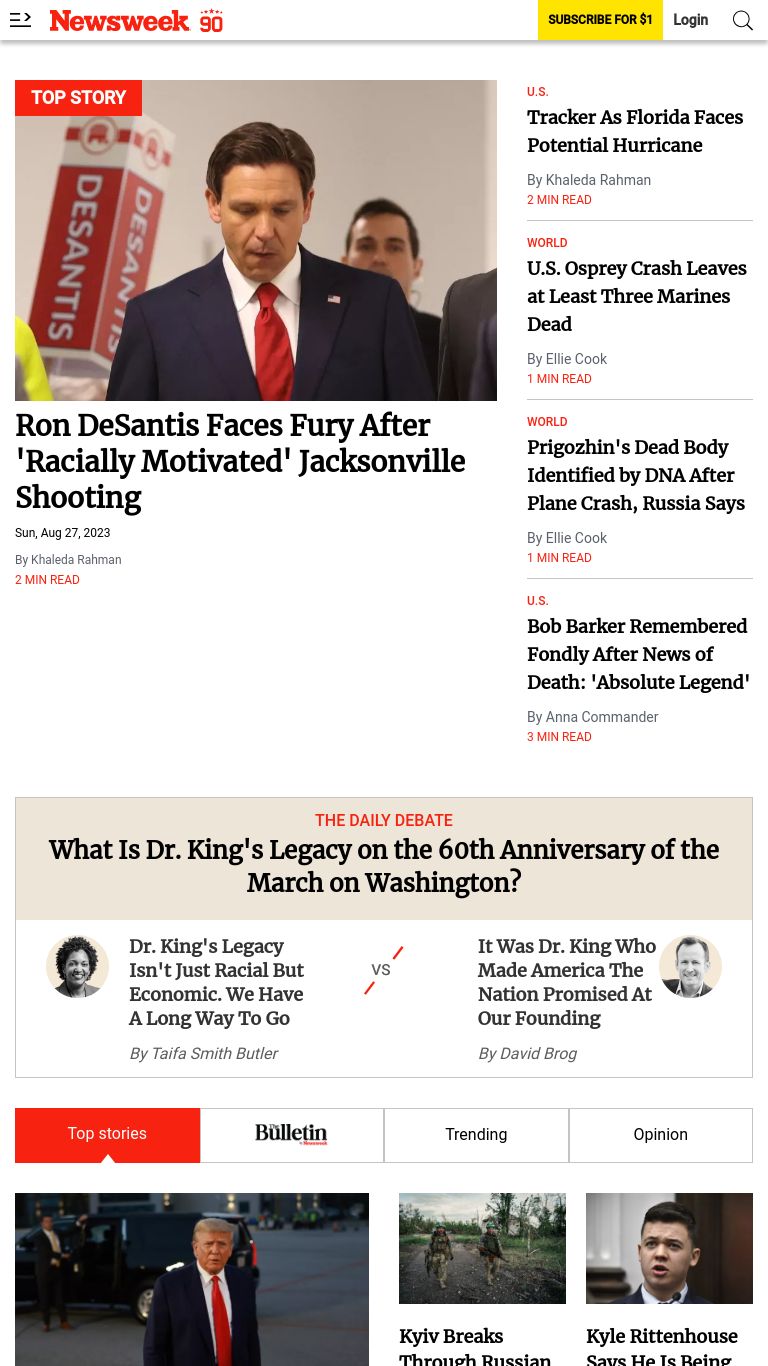 Newsweek 90
SUBSCRIBE FOR $1
Login
TOP STORY
DESANTIS
DESANTIS
Ron DeSantis Faces Fury After
'Racially Motivated' Jacksonville
Shooting
Sun, Aug 27, 2023
By Khaleda Rahman
2 MIN READ
U.S.
Tracker As Florida Faces
Potential Hurricane
By Khaleda Rahman
2 MIN READ
WORLD
U.S. Osprey Crash Leaves
at Least Three Marines
Dead
By Ellie Cook
1 MIN READ
WORLD
Prigozhin's Dead Body
Identified by DNA After
Plane Crash, Russia Says
By Ellie Cook
1 MIN READ
U.S.
Bob Barker Remembered
Fondly After News of
Death: 'Absolute Legend'
By Anna Commander
3 MIN READ
THE DAILY DEBATE
What Is Dr. King's Legacy on the 60th Anniversary of the
March on Washington?
Dr. King's Legacy
Isn't Just Racial But
Economic. We Have
A Long Way To Go
By Taifa Smith Butler
VS
It Was Dr. King Who
Made America The
Nation Promised At
Our Founding
By David Brog
Top stories
The Bulletin
by Newsweek
Trending
Opinion
Kyiv Breaks
Through Russian
Kyle Rittenhouse
Says He Is Being